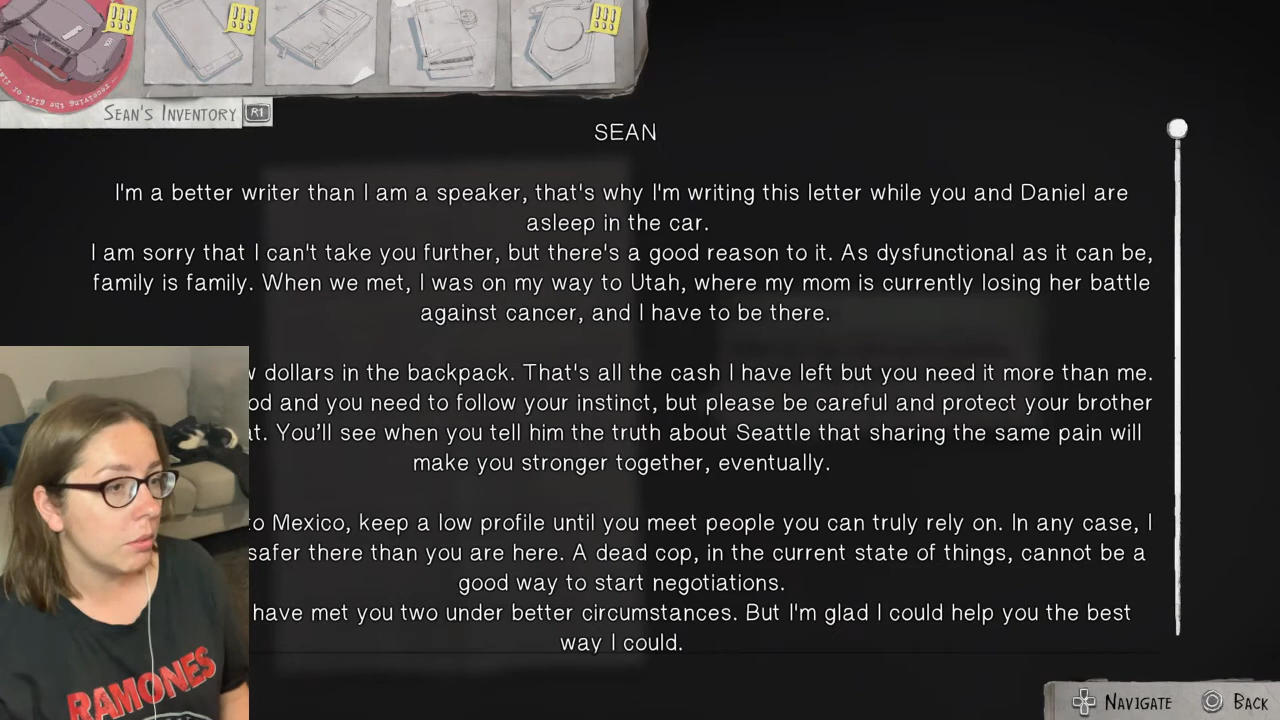 receiving the gift of
SEAN'S INVENTORY R1
SEAN
I'm a better writer than I am a speaker, that's why I'm writing this letter while you and Daniel are
asleep in the car.
I am sorry that I can't take you further, but there's a good reason to it. As dysfunctional as it can be,
family is family. When we met, I was on my way to Utah, where my mom is currently losing her battle
against cancer, and I have to be there.
dollars in the backpack. That's all the cash I have left but you need it more than me.
and you need to follow your instinct, but please be careful and protect your brother
You'll see when you tell him the truth about Seattle that sharing the same pain will
make you stronger together, eventually.
to Mexico, keep a low profile until you meet people you can truly rely on. In any case, I
safer there than you are here. A dead cop, in the current state of things, cannot be a
good way to start negotiations.
have met you two under better circumstances. But I'm glad I could help you the best
way I could.
RAMONES
NAVIGATE BACK